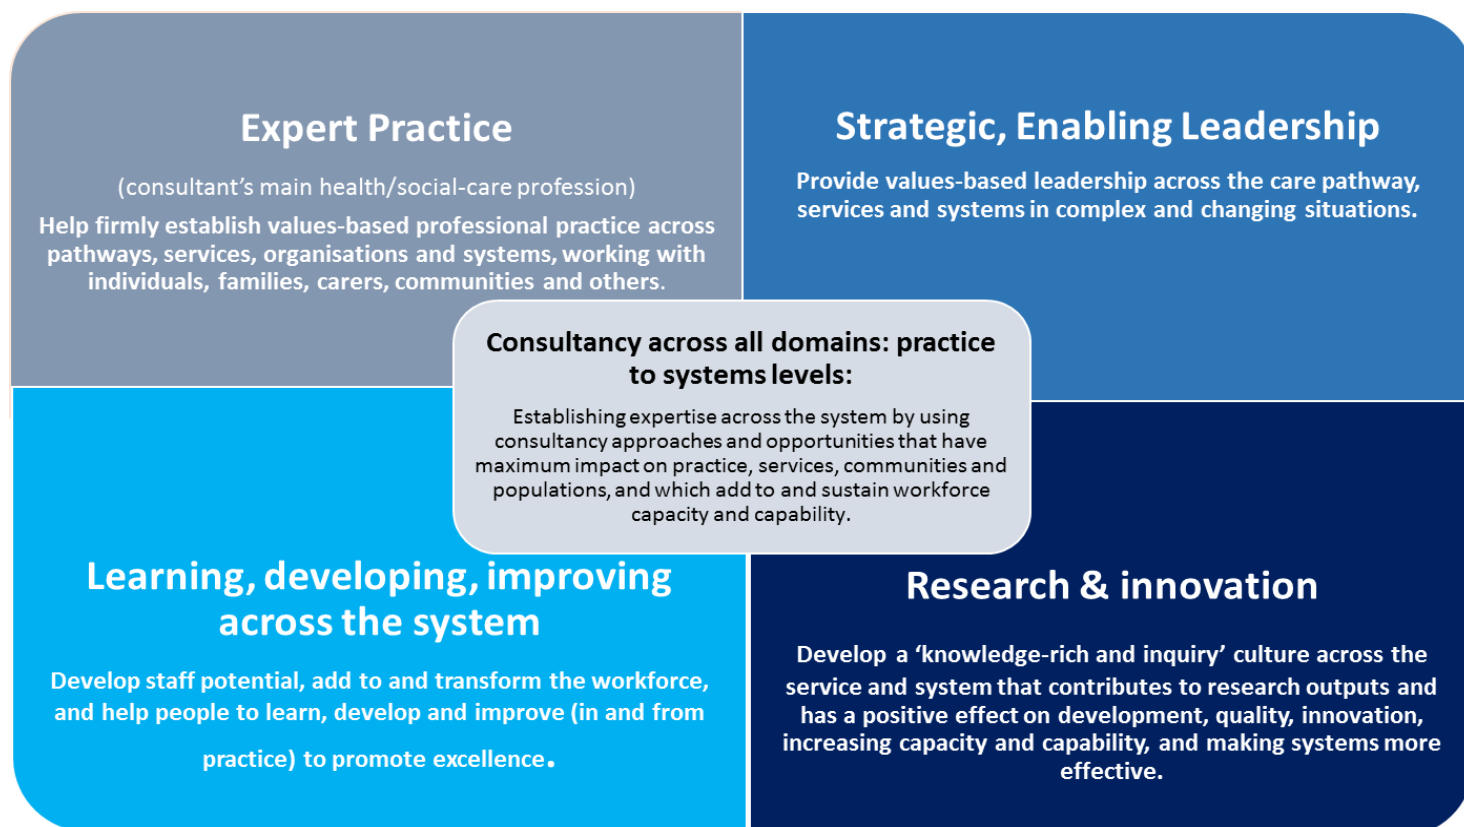 Expert Practice
(consultant's main health/social-care profession)
Help firmly establish values-based professional practice across
pathways, services, organisations and systems, working with
individuals, families, carers, communities and others.
Strategic, Enabling Leadership
Provide values-based leadership across the care pathway,
services and systems in complex and changing situations.
Consultancy across all domains: practice
to systems levels:
Establishing expertise across the system by using
consultancy approaches and opportunities that have
maximum impact on practice, services, communities and
populations, and which add to and sustain workforce
capacity and capability.
Learning, developing, improving
across the system
Develop staff potential, add to and transform the workforce,
and help people to learn, develop and improve (in and from
practice) to promote excellence.
Research & innovation
Develop a ‘knowledge-rich and inquiry’ culture across the
service and system that contributes to research outputs and
has a positive effect on development, quality, innovation,
increasing capacity and capability, and making systems more
effective.